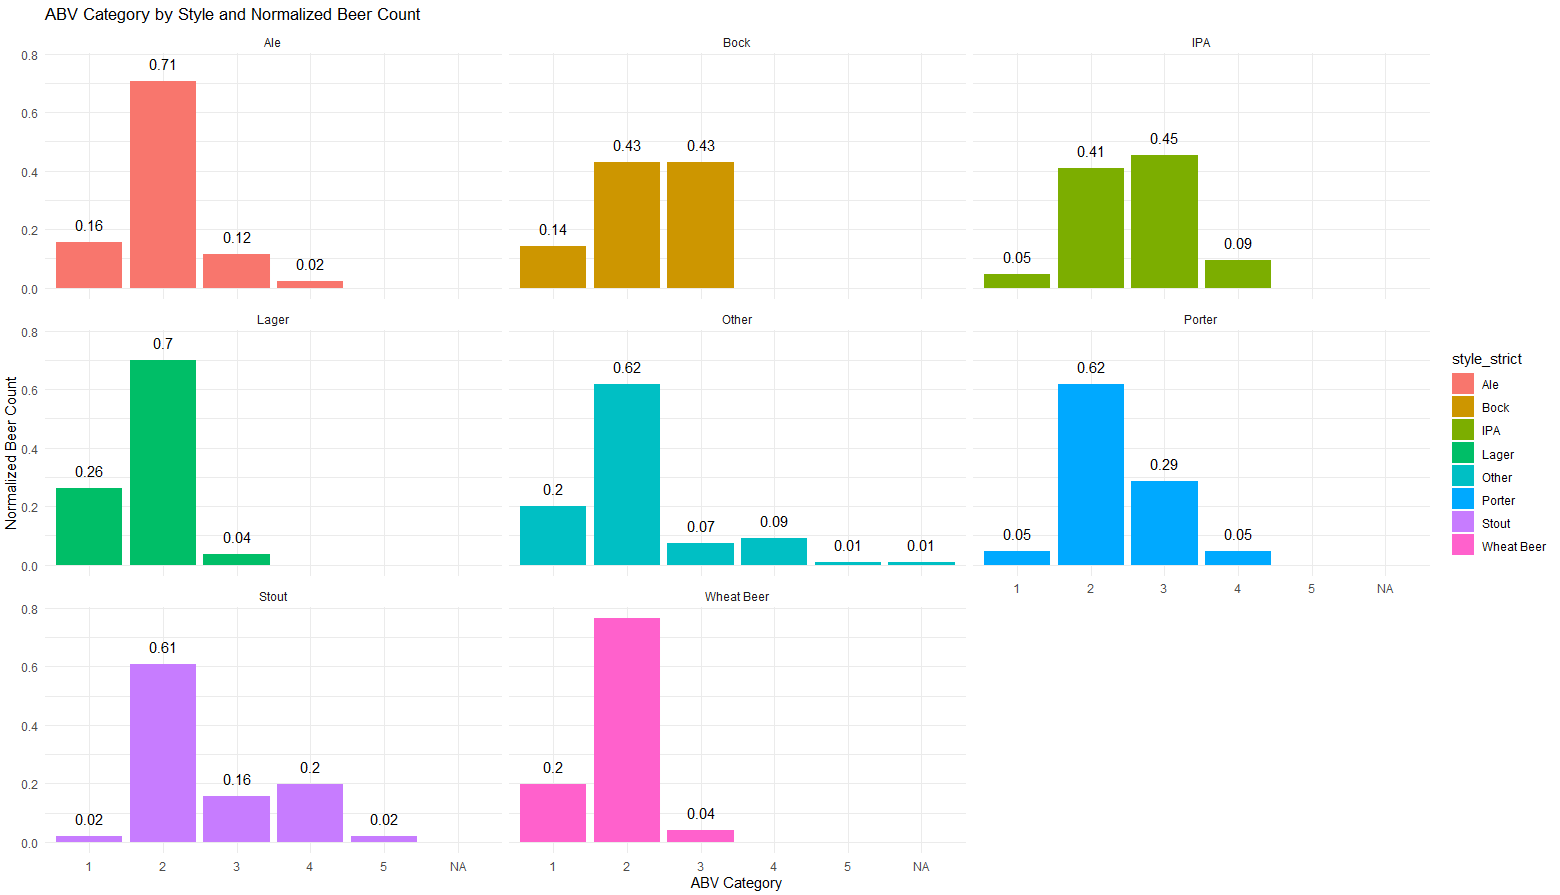 ABV Category by Style and Normalized Beer Count
Ale
Bock
IPA
0.8
0.6
0.4
0.2
0.0
0.16
0.71
0.12
0.02
0.14
0.43
0.43
0.05
0.41
0.45
0.09
Lager
Other
Porter
0.8
0.6
0.4
0.2
0.0
0.26
0.7
0.04
0.2
0.62
0.07
0.09
0.01
0.01
0.05
0.62
0.29
0.05
1 2 3 4 5 NA
Stout
Wheat Beer
0.8
0.6
0.4
0.2
0.0
0.02
0.61
0.16
0.2
0.02
0.2
0.04
1 2 3 4 5 NA
1 2 3 4 5 NA
Normalized Beer Count
ABV Category
style_strict
Ale
Bock
IPA
Lager
Other
Porter
Stout
Wheat Beer